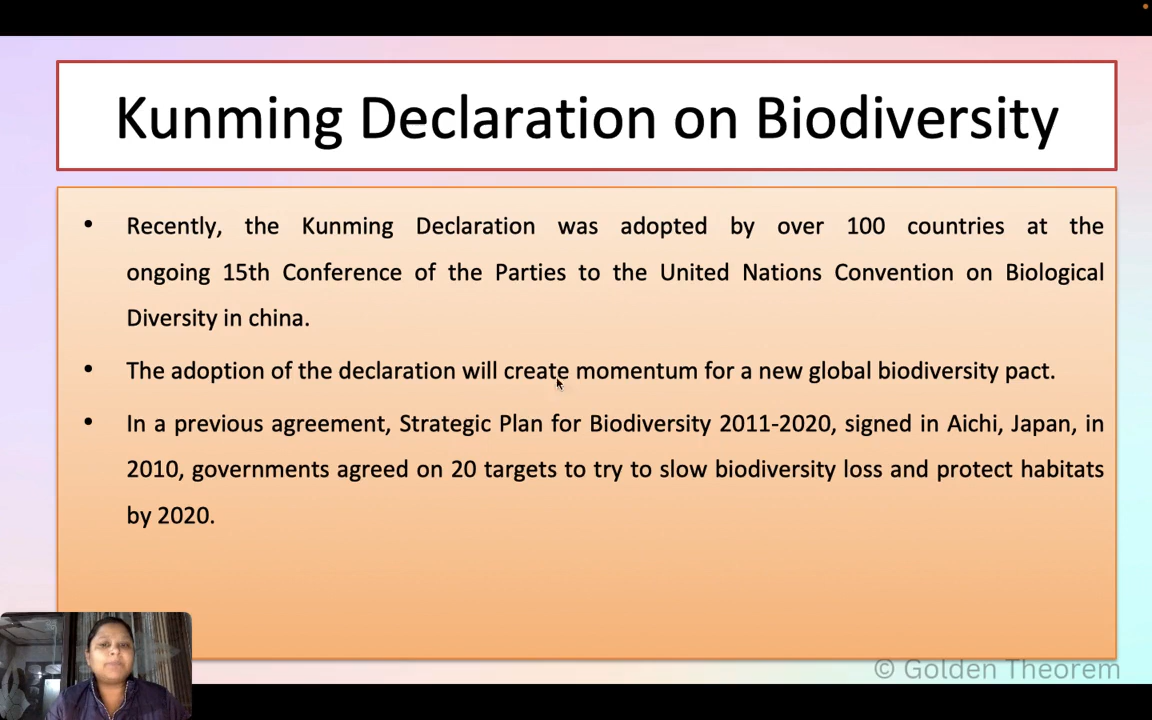 Kunming Declaration on Biodiversity
• Recently, the Kunming Declaration was adopted by over 100 countries at the
ongoing 15th Conference of the Parties to the United Nations Convention on Biological
Diversity in china.
• The adoption of the declaration will create momentum for a new global biodiversity pact.
• In a previous agreement, Strategic Plan for Biodiversity 2011-2020, signed in Aichi, Japan, in
2010, governments agreed on 20 targets to try to slow biodiversity loss and protect habitats
by 2020.
© Golden Theorem